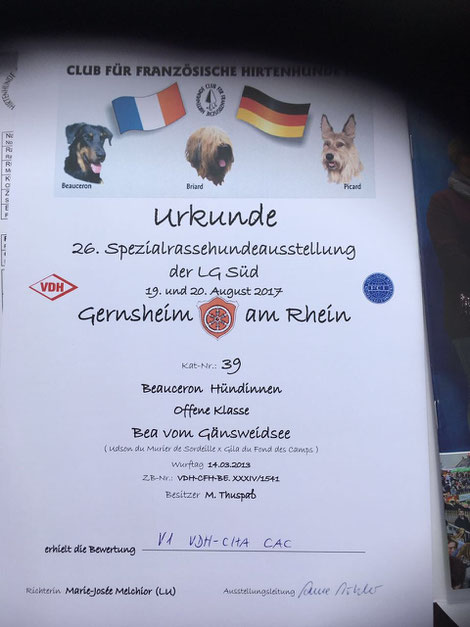 CLUB FÜR FRANZÖSISCHE HIRTENHUNDE
Beauceron
Briard
Picard
Urkunde
26. Spezialrassehundeausstellung
der LG Süd
VDH
19. und 20. August 2017
Gernsheim am Rhein
Kat-Nr.: 39
Beauceron Hündinnen
Offene Klasse
Bea vom Gänsweidsee
( Udson du Murier de Sordeille x Gila du Fond des Camps )
Wurftag 14.03.2013
ZB-Nr.: VDH-CFH-BE. XXXIV/1541
Besitzer M. Thuspaß
erhielt die Bewertung V1 VDH-CHA CAC
Richterin Marie-Josée Melchior (LU)
Ausstellungsleitung